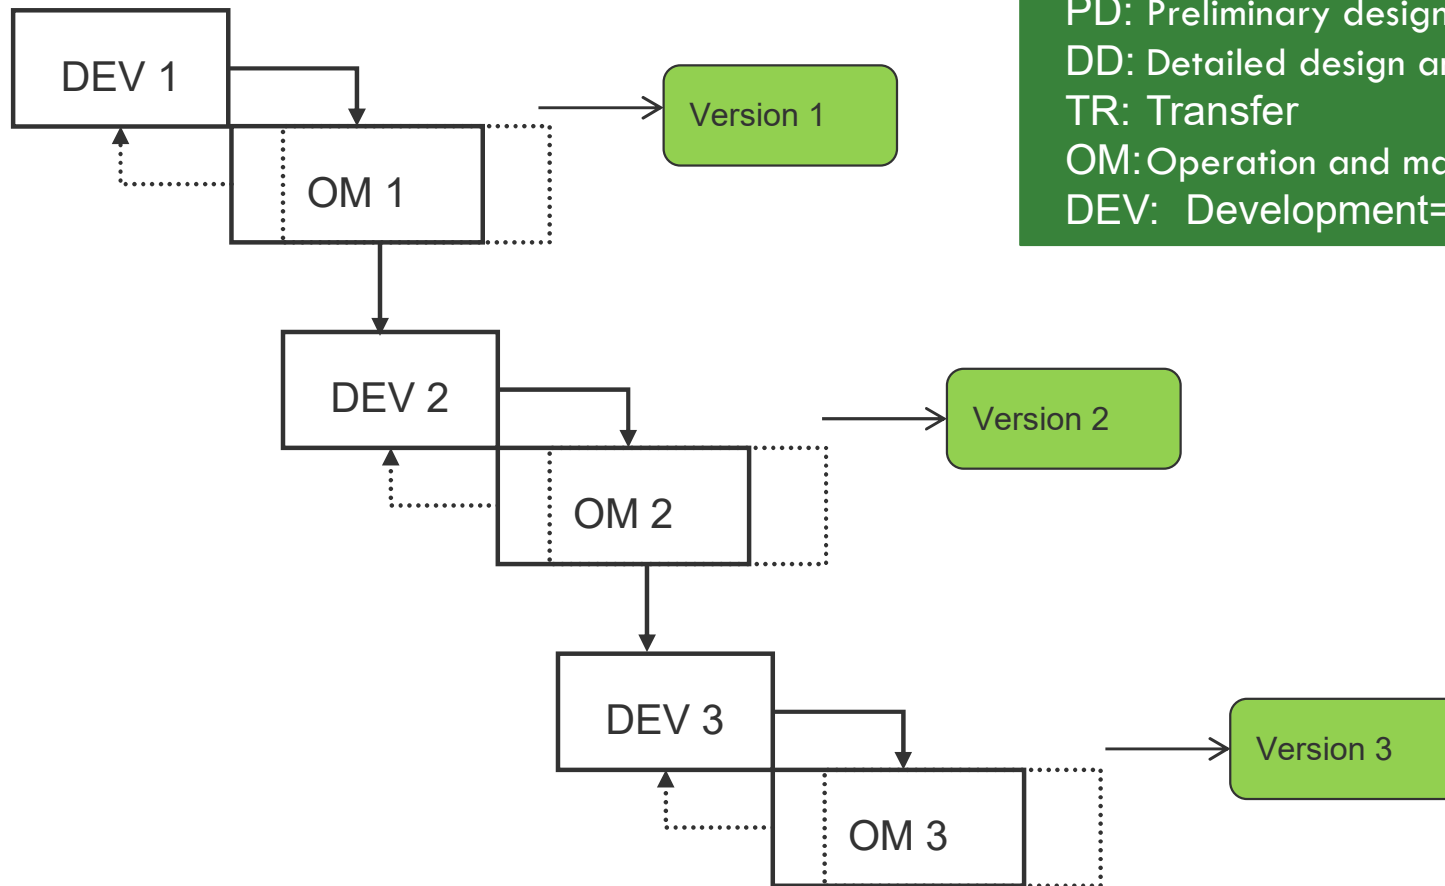 DEV 1
OM 1
Version 1
PD: Preliminary design
DD: Detailed design
TR: Transfer
OM: Operation and
DEV: Development=
DEV 2
OM 2
Version 2
DEV 3
OM 3
Version 3